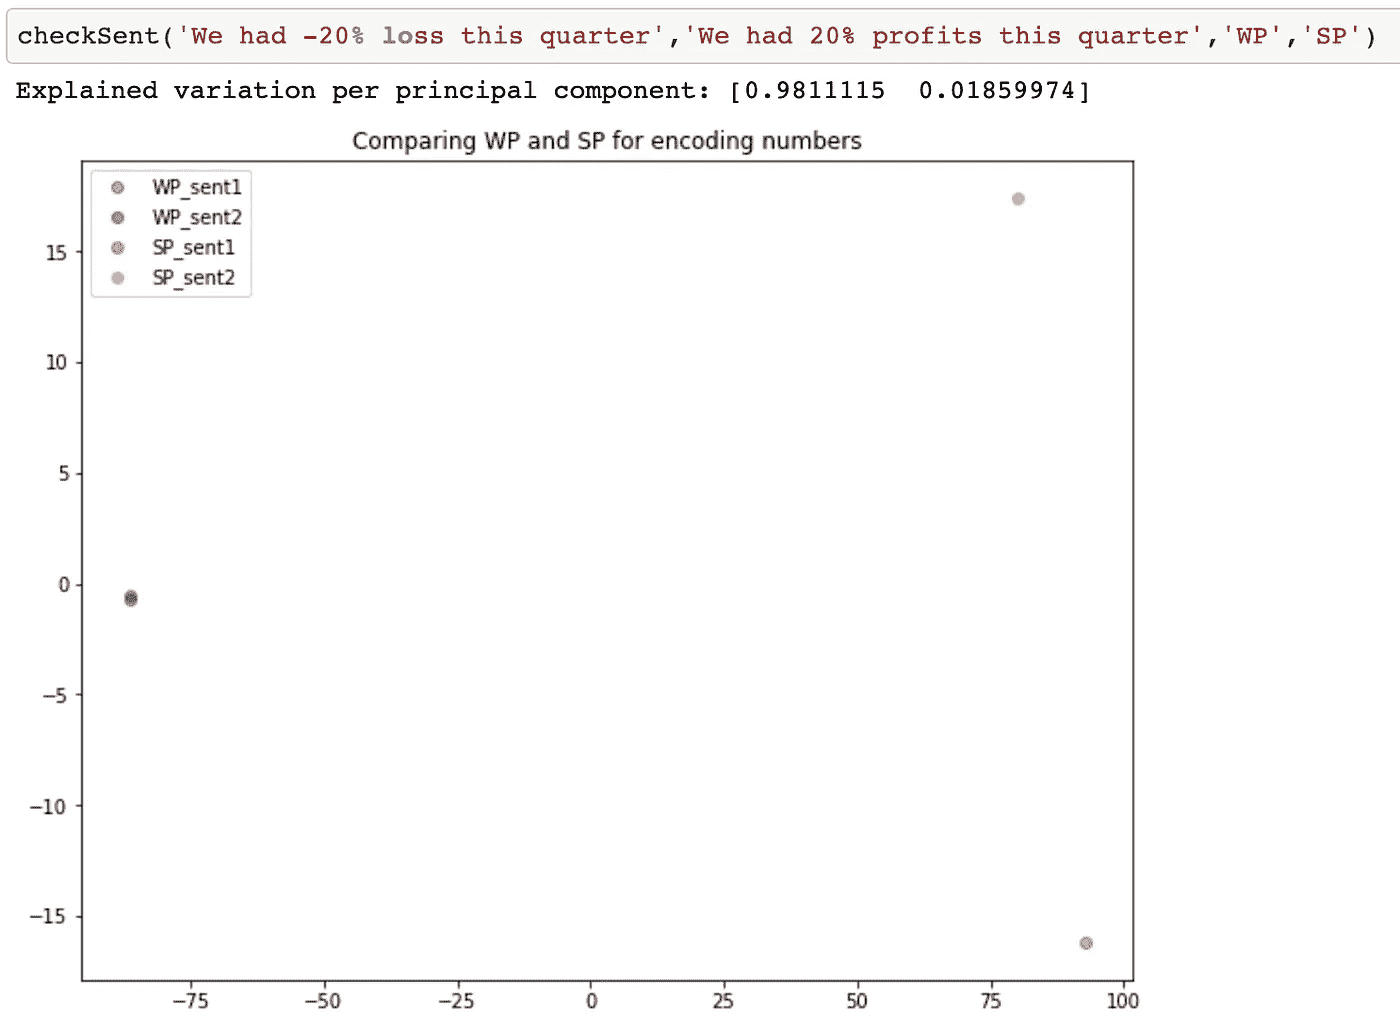 checkSent('We had -20% loss this quarter','We had 20% profits this quarter','WP','SP')
Explained variation per principal component: [0.9811115  0.01859974]
Comparing WP and SP for encoding numbers
WP_sent1
WP_sent2
SP_sent1
SP_sent2
15
10
5
0
−5
−10
−15
−75 −50 −25 0 25 50 75 100